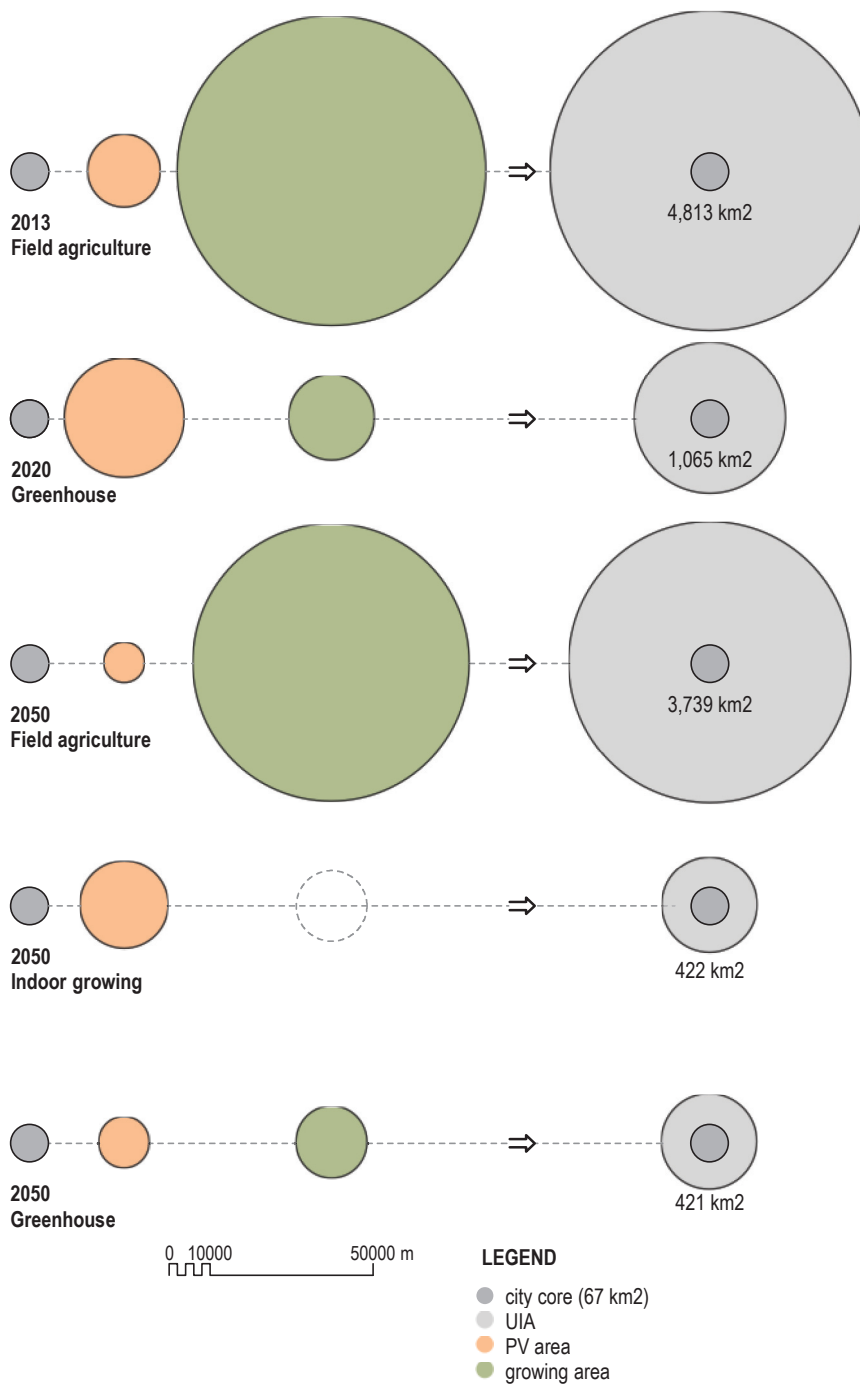 4,813 km2
2013
Field agriculture
1,065 km2
2020
Greenhouse
3,739 km2
2050
Field agriculture
2050
Indoor growing
422 km2
2050
Greenhouse
421 km2
0 10000 50000 m
LEGEND
city core (67 km2)
UIA
PV area
growing area